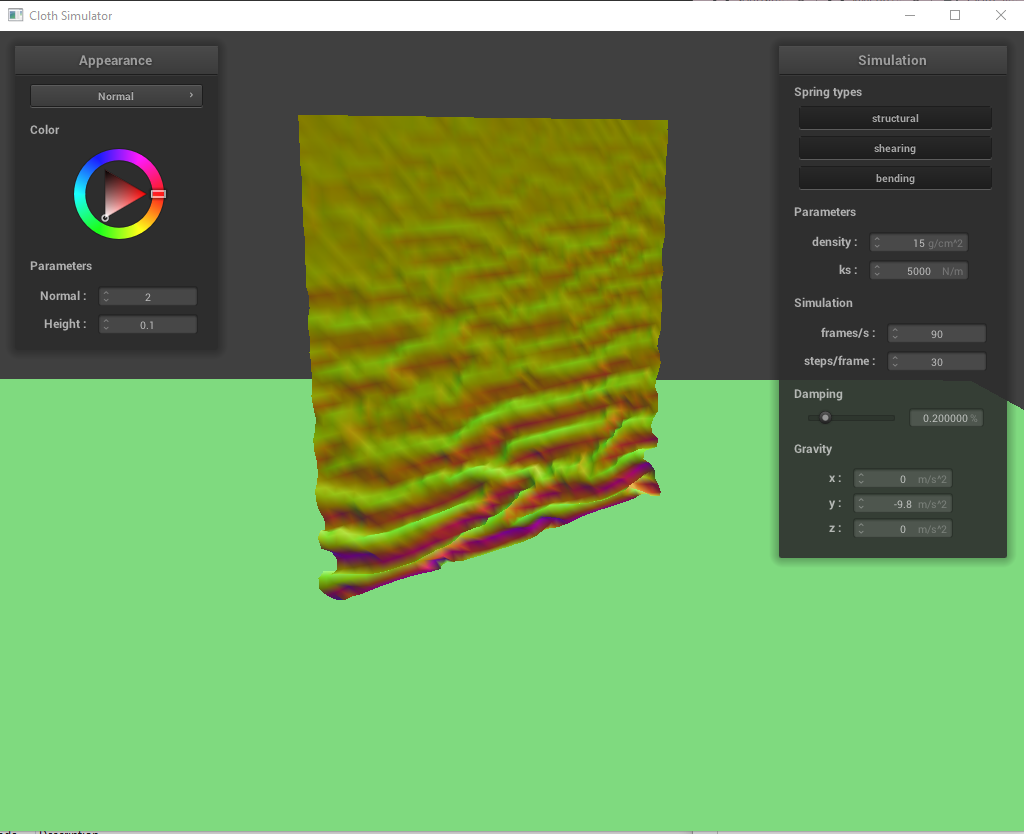 Cloth Simulator
Appearance
Normal
Color
Parameters
Normal : 2
Height : 0.1
Simulation
Spring types
structural
shearing
bending
Parameters
density : 15 g/cm^2
ks : 5000 N/m
Simulation
frames/s : 90
steps/frame : 30
Damping
0.200000 %
Gravity
x : 0 m/s^2
y : -9.8 m/s^2
z : 0 m/s^2